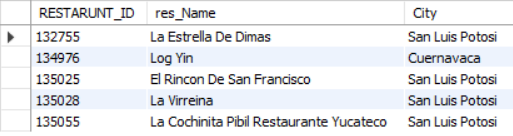 RESTARUNT_ID res_Name City
132755 La Estrella De Dimas San Luis Potosi
134976 Log Yin Cuernavaca
135025 El Rincon De San Francisco San Luis Potosi
135028 La Virreina San Luis Potosi
135055 La Cochinita Pibil Restaurante Yucateco San Luis Potosi